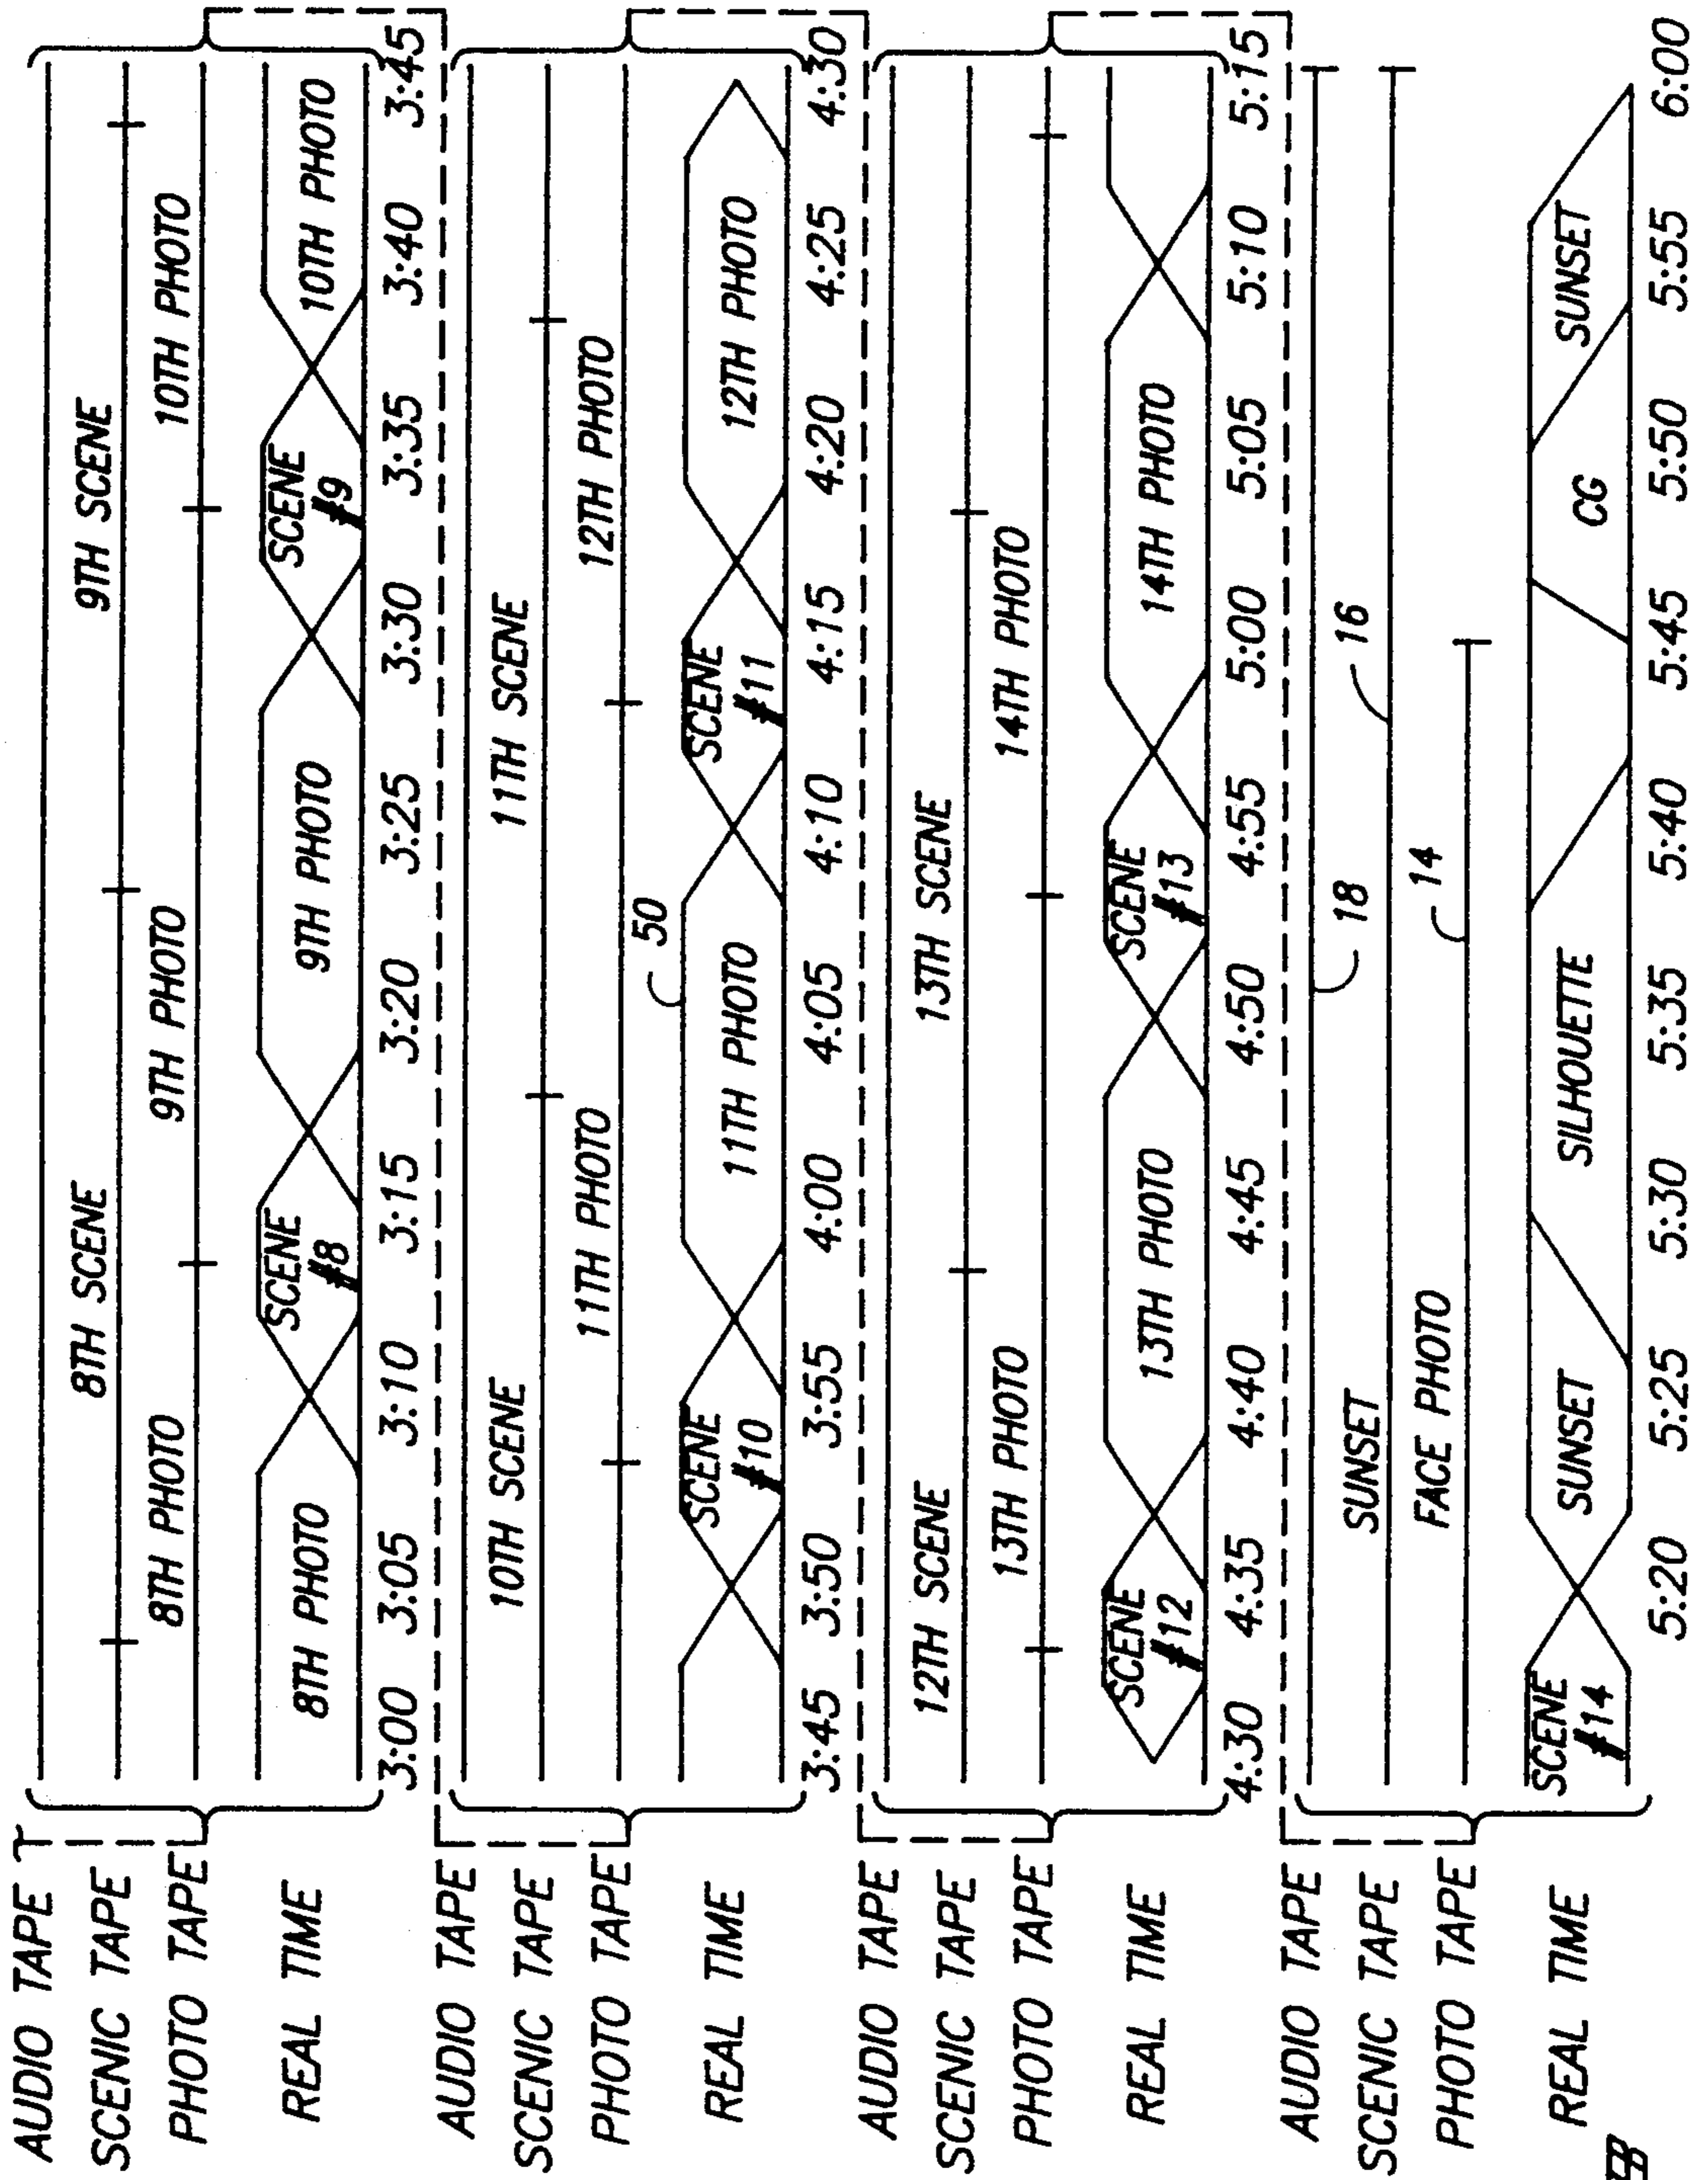 AUDIO TAPE
SCENIC TAPE
8TH SCENE
9TH SCENE
PHOTO TAPE
8TH PHOTO
9TH PHOTO
10TH PHOTO
REAL TIME
8TH PHOTO
SCENE #8
9TH PHOTO
SCENE #9
10TH PHOTO
3:00 3:05 3:10 3:15 3:20 3:25 3:30 3:35 3:40 3:45
AUDIO TAPE
SCENIC TAPE
10TH SCENE
11TH SCENE
PHOTO TAPE
11TH PHOTO
12TH PHOTO
50
REAL TIME
SCENE #10
11TH PHOTO
SCENE #11
12TH PHOTO
3:45 3:50 3:55 4:00 4:05 4:10 4:15 4:20 4:25 4:30
AUDIO TAPE
SCENIC TAPE
12TH SCENE
13TH SCENE
PHOTO TAPE
13TH PHOTO
14TH PHOTO
REAL TIME
SCENE #12
13TH PHOTO
SCENE #13
14TH PHOTO
4:30 4:35 4:40 4:45 4:50 4:55 5:00 5:05 5:10 5:15
AUDIO TAPE
18
SCENIC TAPE
SUNSET
16
PHOTO TAPE
FACE PHOTO
14
REAL TIME
SCENE #14
SUNSET
SILHOUETTE
CG
SUNSET
5:20 5:25 5:30 5:35 5:40 5:45 5:50 5:55 6:00